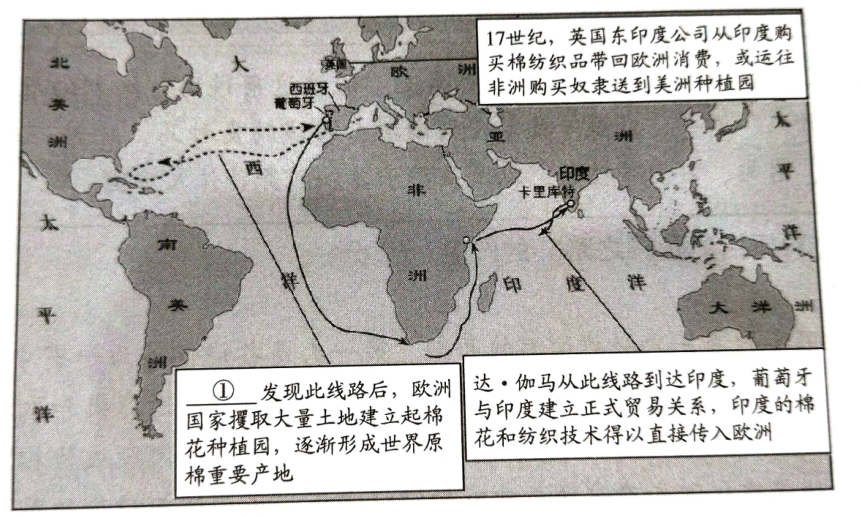 17世纪，英国东印度公司从印度购
买棉纺织品带回欧洲消费，或运往
非洲购买奴隶送到美洲种植园
北
美
洲
大
西
洋
英国
欧
洲
西班牙
葡萄牙
亚
洲
太
平
洋
印度
卡里库特
非
洲
太
平
洋
南
美
洲
印
度
洋
大
洋
洲
① 发现此线路后，欧洲
国家攫取大量土地建立起棉
花种植园，逐渐形成世界原
棉重要产地
达·伽马从此线路到达印度，葡萄牙
与印度建立正式贸易关系，印度的棉
花和纺织技术得以直接传入欧洲